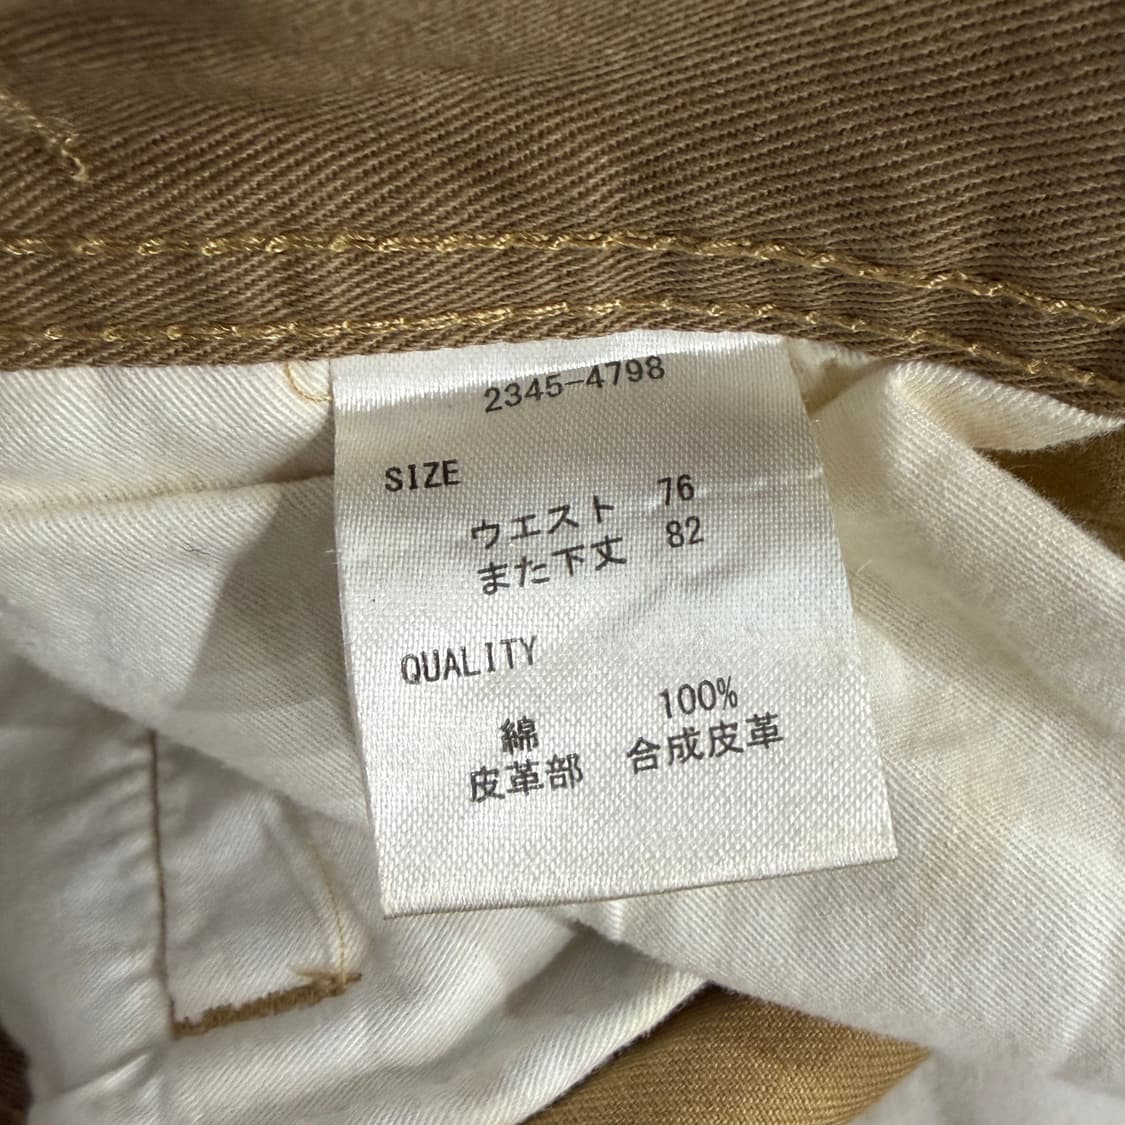 2345-4798
SIZE
ウエスト 76
また下丈 82
QUALITY
綿 100%
皮革部 合成皮革